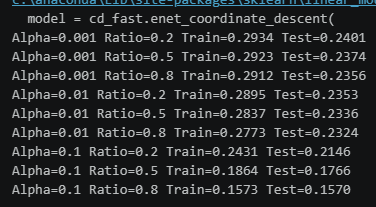 C:\anaconda\Lib\site-packages\sklearn\linear_mo
model = cd_fast.enet_coordinate_descent(
Alpha=0.001 Ratio=0.2 Train=0.2934 Test=0.2401
Alpha=0.001 Ratio=0.5 Train=0.2923 Test=0.2374
Alpha=0.001 Ratio=0.8 Train=0.2912 Test=0.2356
Alpha=0.01 Ratio=0.2 Train=0.2895 Test=0.2353
Alpha=0.01 Ratio=0.5 Train=0.2837 Test=0.2336
Alpha=0.01 Ratio=0.8 Train=0.2773 Test=0.2324
Alpha=0.1 Ratio=0.2 Train=0.2431 Test=0.2146
Alpha=0.1 Ratio=0.5 Train=0.1864 Test=0.1766
Alpha=0.1 Ratio=0.8 Train=0.1573 Test=0.1570